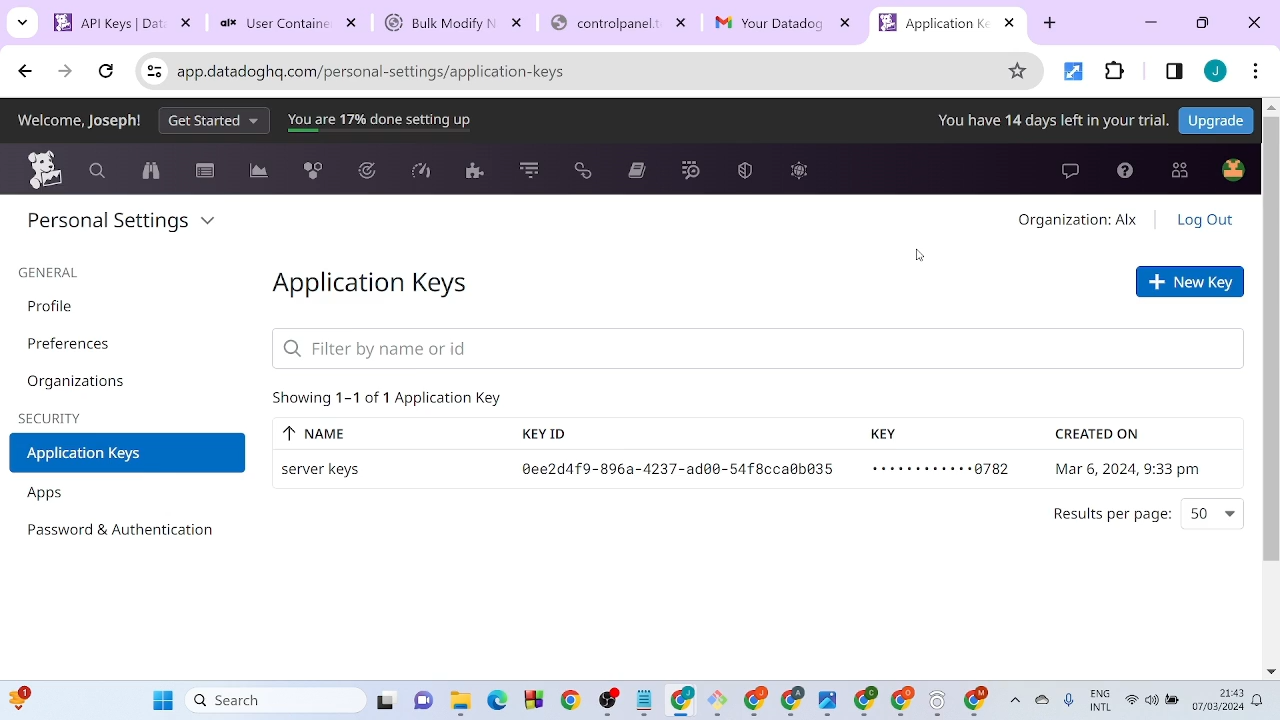 API Keys | Data
alx User Containe
Bulk Modify N
controlpanel.t
Your Datadog
Application Ke
app.datadoghq.com/personal-settings/application-keys
J
Welcome, Joseph!
Get Started
You are 17% done setting up
You have 14 days left in your trial.
Upgrade
Personal Settings
Organization: Alx
Log Out
GENERAL
Profile
Preferences
Organizations
SECURITY
Application Keys
Apps
Password & Authentication
Application Keys
New Key
Filter by name or id
Showing 1–1 of 1 Application Key
NAME KEY ID KEY CREATED ON
server keys 0ee2d4f9-896a-4237-ad00-54f8cca0b035 ············0782 Mar 6, 2024, 9:33 pm
Results per page: 50
1
Search
J
J
A
C
O
M
ENG
INTL
21:43
07/03/2024